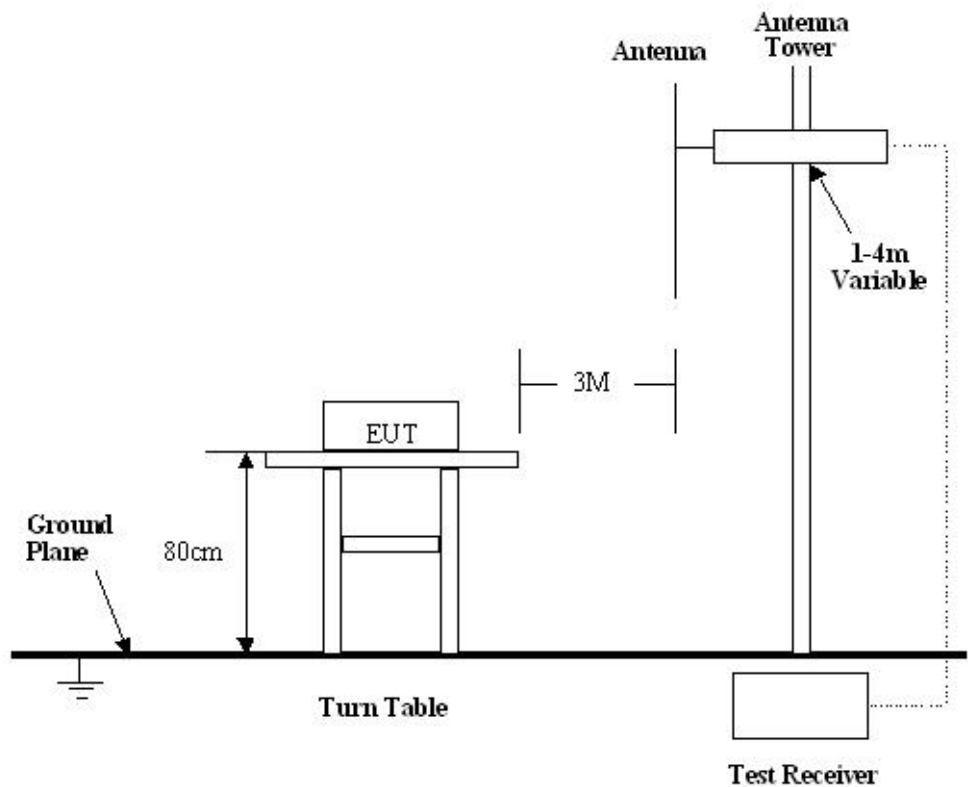 Antenna
Tower
Antenna
1-4m
Variable
3M
EUT
Ground
Plane
80cm
Turn Table
Test Receiver